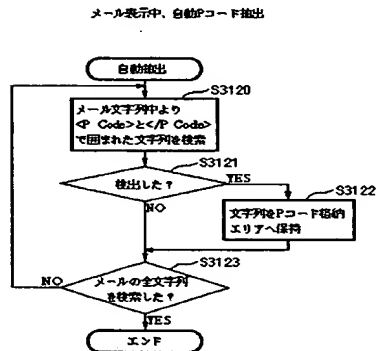 メール表示中、自動Pコード抽出
自動抽出
S3120
メール文字列中より
<P Code>と</P Code>
で囲まれた文字列を検索
S3121
検出した？
YES
NO
S3122
文字列をPコード格納
エリアへ保持
S3123
メールの全文字列
を検索した？
NO
YES
エンド